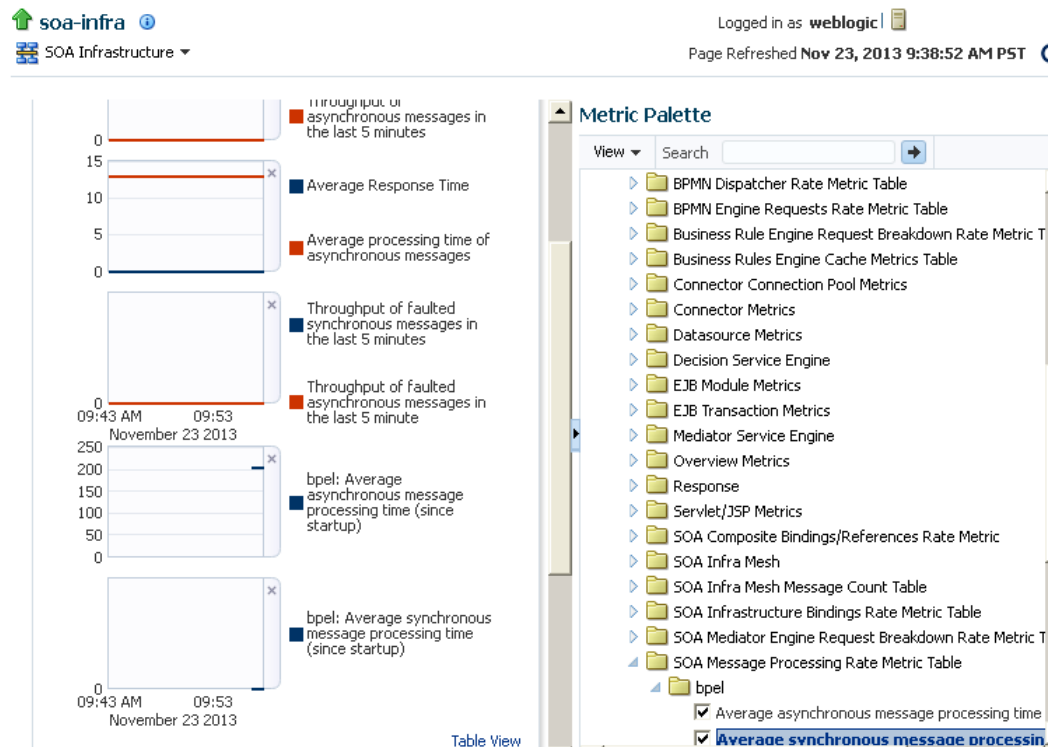 soa-infra
Logged in as weblogic
SOA Infrastructure
Page Refreshed Nov 23, 2013 9:38:52 AM PST
Throughput of
asynchronous messages in
the last 5 minutes
0
15
10
5
0
Average Response Time
Average processing time of
asynchronous messages
Throughput of faulted
synchronous messages in
the last 5 minutes
Throughput of faulted
asynchronous messages in
the last 5 minute
0
09:43 AM 09:53
November 23 2013
250
200
150
100
50
0
bpel: Average
asynchronous message
processing time (since
startup)
bpel: Average synchronous
message processing time
(since startup)
0
09:43 AM 09:53
November 23 2013
Table View
Metric Palette
View Search
BPMN Dispatcher Rate Metric Table
BPMN Engine Requests Rate Metric Table
Business Rule Engine Request Breakdown Rate Metric T
Business Rules Engine Cache Metrics Table
Connector Connection Pool Metrics
Connector Metrics
Datasource Metrics
Decision Service Engine
EJB Module Metrics
EJB Transaction Metrics
Mediator Service Engine
Overview Metrics
Response
Servlet/JSP Metrics
SOA Composite Bindings/References Rate Metric
SOA Infra Mesh
SOA Infra Mesh Message Count Table
SOA Infrastructure Bindings Rate Metric Table
SOA Mediator Engine Request Breakdown Rate Metric T
SOA Message Processing Rate Metric Table
bpel
Average asynchronous message processing time
Average synchronous message processin